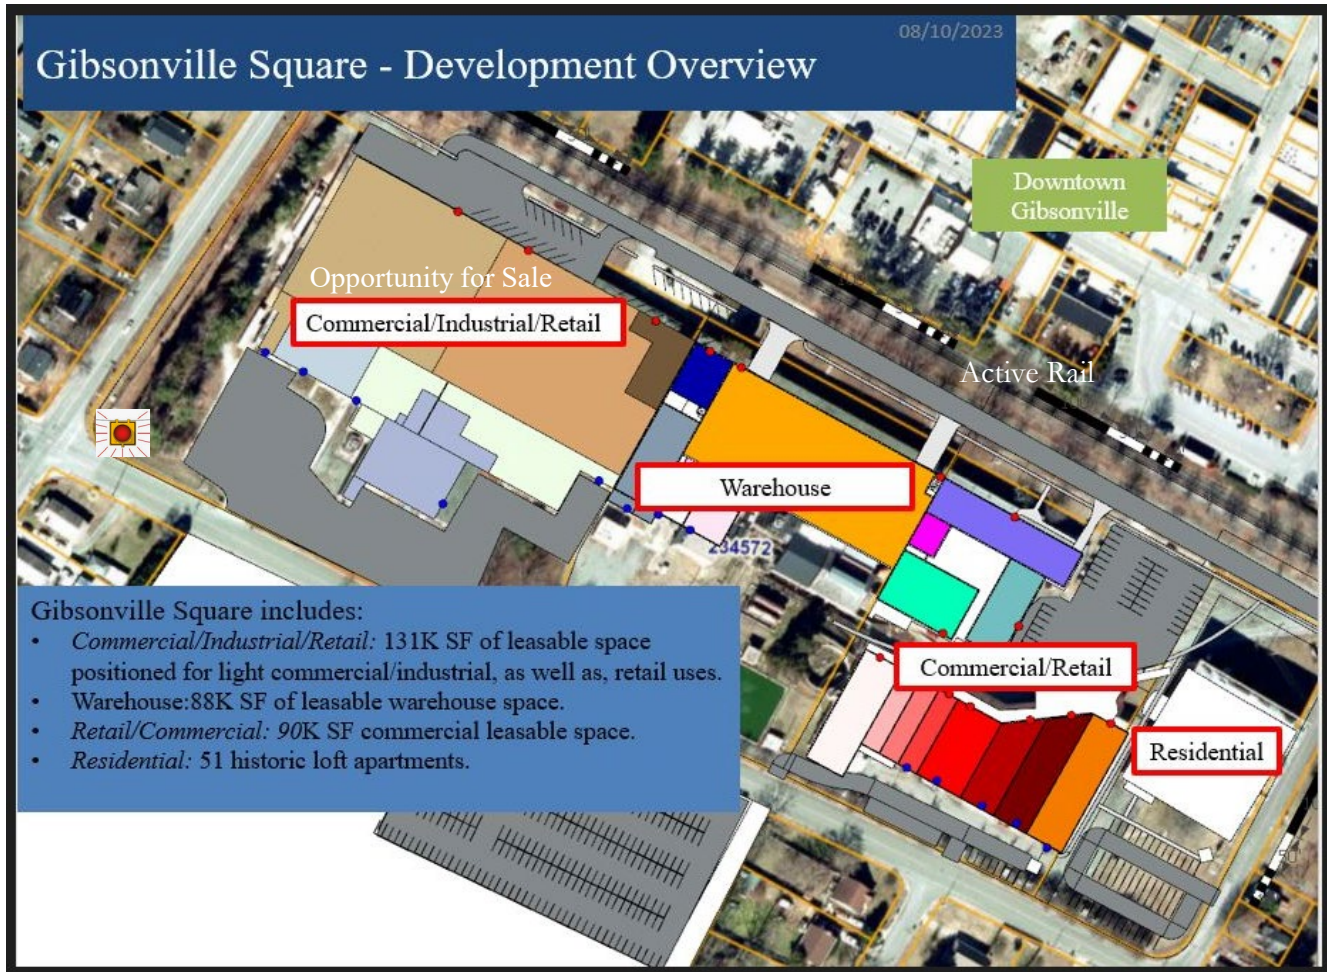 08/10/2023
Gibsonville Square - Development Overview
Downtown
Gibsonville
Opportunity for Sale
Commercial/Industrial/Retail
Active Rail
Warehouse
234572
Gibsonville Square includes:
• Commercial/Industrial/Retail: 131K SF of leasable space
positioned for light commercial/industrial, as well as, retail uses.
• Warehouse:88K SF of leasable warehouse space.
• Retail/Commercial: 90K SF commercial leasable space.
• Residential: 51 historic loft apartments.
Commercial/Retail
Residential
50